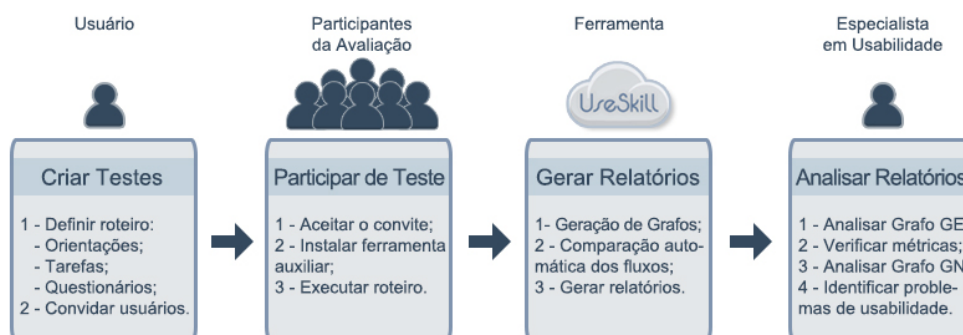 Usuário
Criar Testes
1 - Definir roteiro:
- Orientações;
- Tarefas;
- Questionários;
2 - Convidar usuários.
Participantes
da Avaliação
Participar de Teste
1 - Aceitar o convite;
2 - Instalar ferramenta
auxiliar;
3 - Executar roteiro.
Ferramenta
UseSkill
Gerar Relatórios
1- Geração de Grafos;
2 - Comparação auto-
mática dos fluxos;
3 - Gerar relatórios.
Especialista
em Usabilidade
Analisar Relatórios
1 - Analisar Grafo GE
2 - Verificar métricas;
3 - Analisar Grafo GN
4 - Identificar proble-
mas de usabilidade.